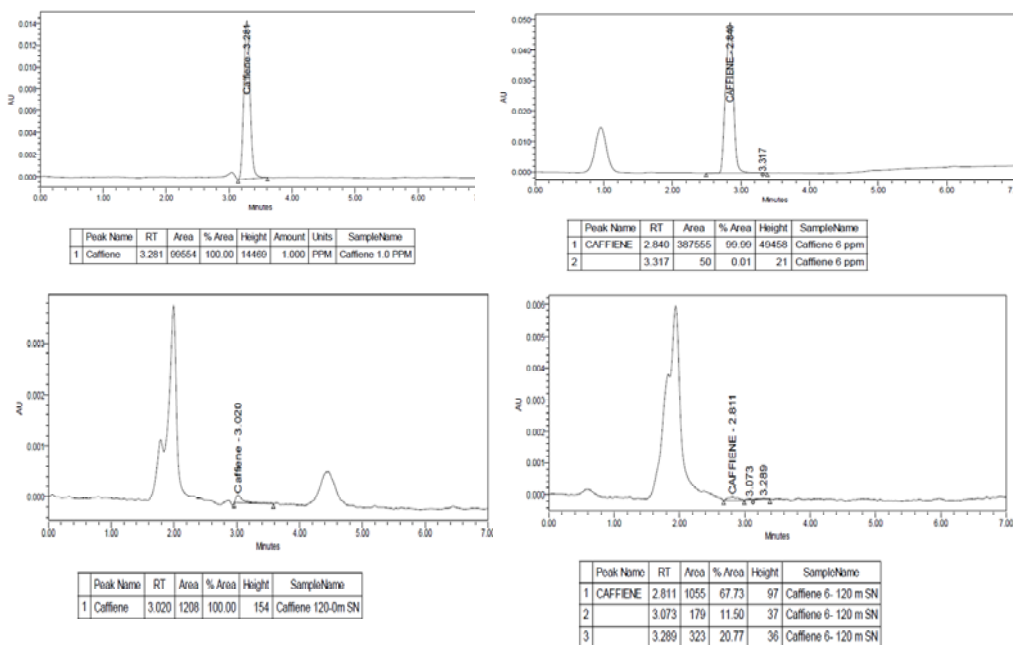 0.014
0.012
0.010
0.008
AU
0.006
0.004
0.002
0.000
Caffiene - 3.281
0.00 1.00 2.00 3.00 4.00 5.00 6.00 7.0
Minutes
Peak Name RT Area % Area Height Amount Units SampleName
1 Caffiene 3.281 99554 100.00 14469 1.000 PPM Caffiene 1.0 PPM
0.050
0.040
0.030
AU
0.020
0.010
0.000
CAFFIENE - 2.840
3.317
0.00 1.00 2.00 3.00 4.00 5.00 6.00 7.0
Minutes
Peak Name RT Area % Area Height SampleName
1 CAFFIENE 2.840 387555 99.99 49458 Caffiene 6 ppm
2 3.317 50 0.01 21 Caffiene 6 ppm
0.003
0.002
AU
0.001
0.000
Caffiene - 3.020
0.00 1.00 2.00 3.00 4.00 5.00 6.00 7.00
Minutes
Peak Name RT Area % Area Height SampleName
1 Caffiene 3.020 1208 100.00 154 Caffiene 120-0m SN
0.006
0.005
0.004
0.003
AU
0.002
0.001
0.000
CAFFIENE - 2.811
3.073
3.289
0.00 1.00 2.00 3.00 4.00 5.00 6.00 7.00
Minutes
Peak Name RT Area % Area Height SampleName
1 CAFFIENE 2.811 1055 67.73 97 Caffiene 6- 120 m SN
2 3.073 179 11.50 37 Caffiene 6- 120 m SN
3 3.289 323 20.77 36 Caffiene 6- 120 m SN